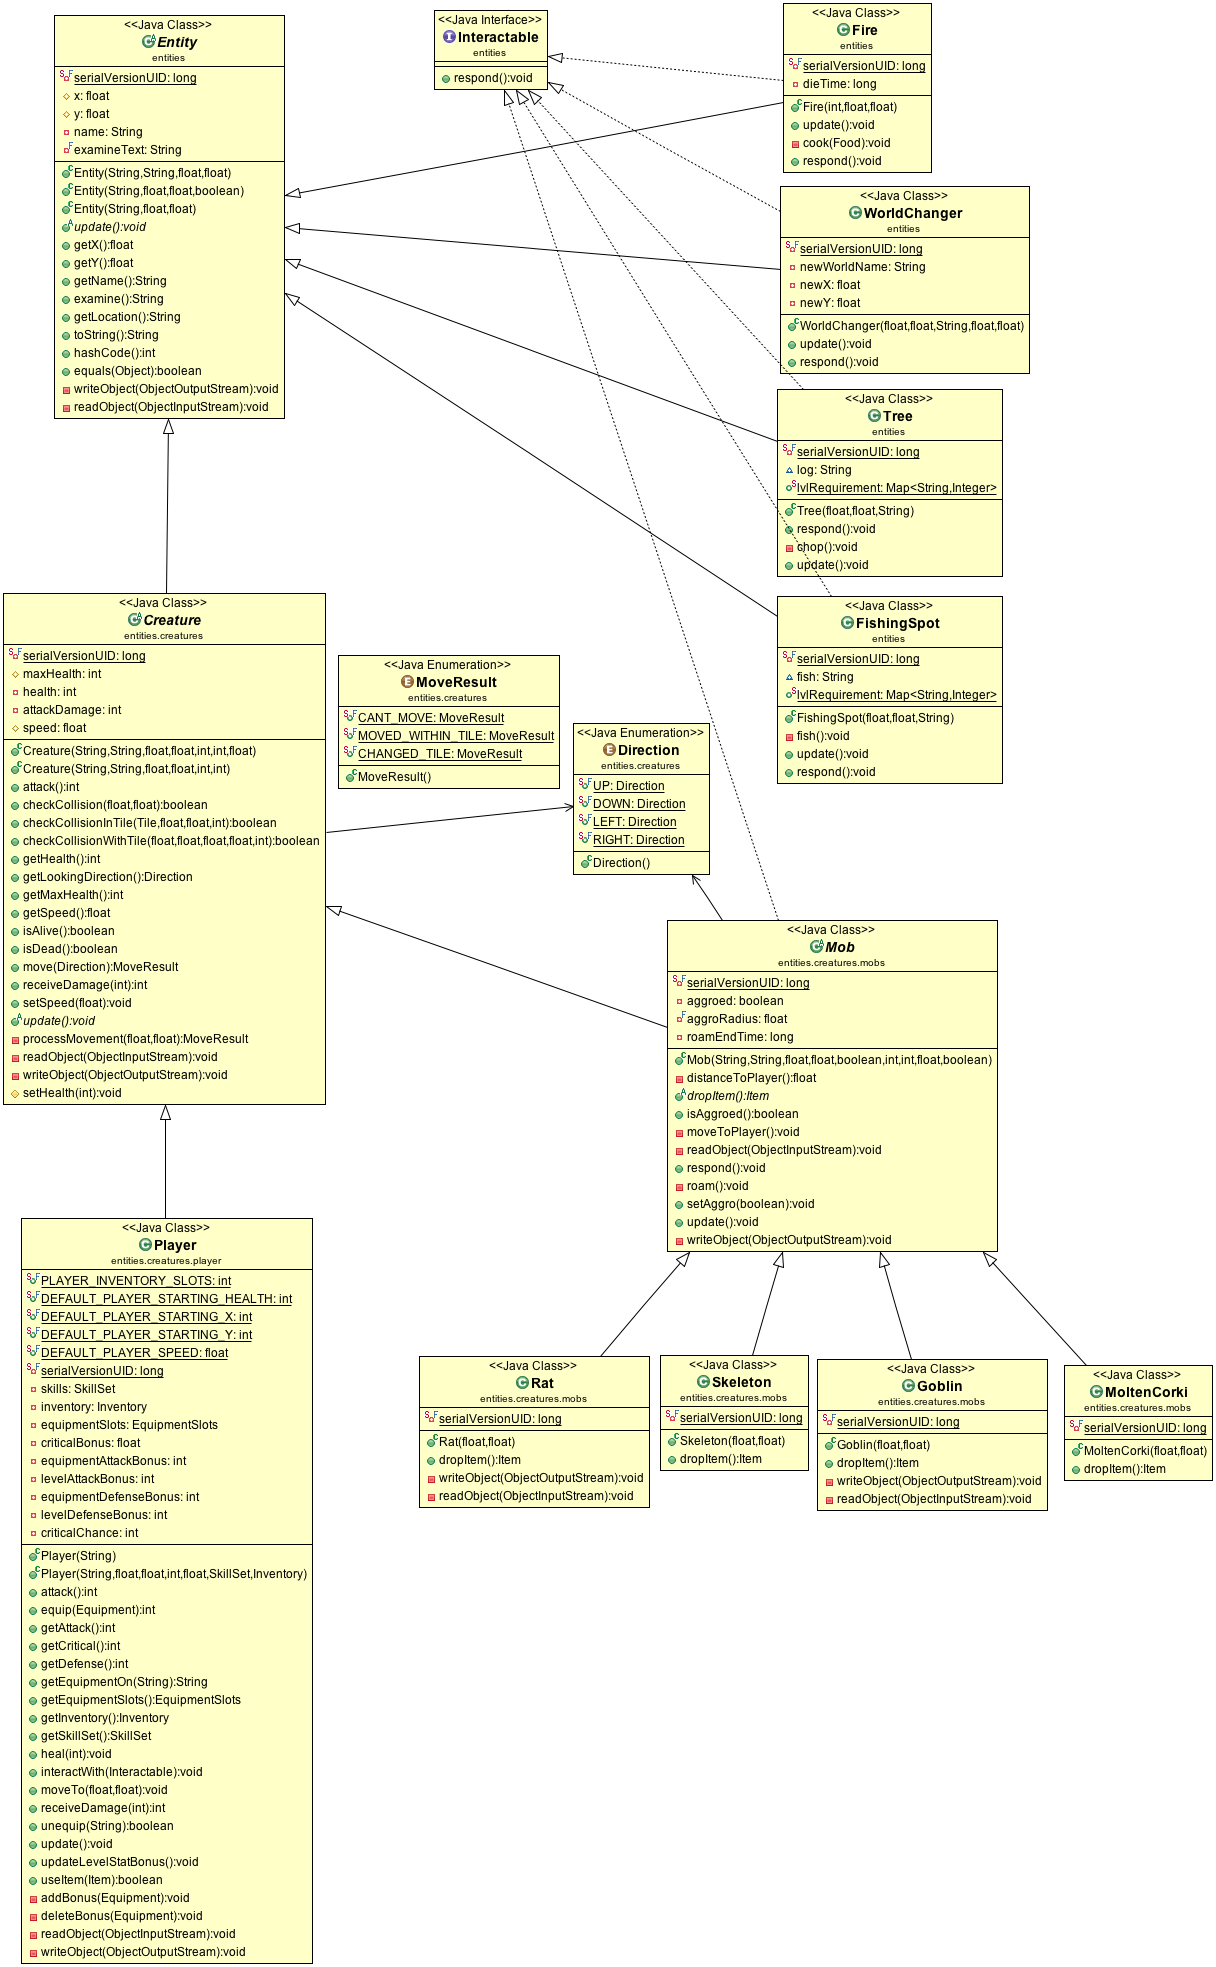 <<Java Class>>
Entity
entities
serialVersionUID: long
x: float
y: float
name: String
examineText: String
Entity(String,String,float,float)
Entity(String,float,float,boolean)
Entity(String,float,float)
update():void
getX():float
getY():float
getName():String
examine():String
getLocation():String
toString():String
hashCode():int
equals(Object):boolean
writeObject(ObjectOutputStream):void
readObject(ObjectInputStream):void
<<Java Interface>>
Interactable
entities
respond():void
<<Java Class>>
Fire
entities
serialVersionUID: long
dieTime: long
Fire(int,float,float)
update():void
cook(Food):void
respond():void
<<Java Class>>
WorldChanger
entities
serialVersionUID: long
newWorldName: String
newX: float
newY: float
WorldChanger(float,float,String,float,float)
update():void
respond():void
<<Java Class>>
Tree
entities
serialVersionUID: long
log: String
lvlRequirement: Map<String,Integer>
Tree(float,float,String)
respond():void
chop():void
update():void
<<Java Class>>
FishingSpot
entities
serialVersionUID: long
fish: String
lvlRequirement: Map<String,Integer>
FishingSpot(float,float,String)
fish():void
update():void
respond():void
<<Java Class>>
Creature
entities.creatures
serialVersionUID: long
maxHealth: int
health: int
attackDamage: int
speed: float
Creature(String,String,float,float,int,int,float)
Creature(String,String,float,float,int,int)
attack():int
checkCollision(float,float):boolean
checkCollisionInTile(Tile,float,float,int):boolean
checkCollisionWithTile(float,float,float,float,int):boolean
getHealth():int
getLookingDirection():Direction
getMaxHealth():int
getSpeed():float
isAlive():boolean
isDead():boolean
move(Direction):MoveResult
receiveDamage(int):int
setSpeed(float):void
update():void
processMovement(float,float):MoveResult
readObject(ObjectInputStream):void
writeObject(ObjectOutputStream):void
setHealth(int):void
<<Java Enumeration>>
MoveResult
entities.creatures
CANT_MOVE: MoveResult
MOVED_WITHIN_TILE: MoveResult
CHANGED_TILE: MoveResult
MoveResult()
<<Java Enumeration>>
Direction
entities.creatures
UP: Direction
DOWN: Direction
LEFT: Direction
RIGHT: Direction
Direction()
<<Java Class>>
Mob
entities.creatures.mobs
serialVersionUID: long
aggroed: boolean
aggroRadius: float
roamEndTime: long
Mob(String,String,float,float,boolean,int,int,float,boolean)
distanceToPlayer():float
dropItem():Item
isAggroed():boolean
moveToPlayer():void
readObject(ObjectInputStream):void
respond():void
roam():void
setAggro(boolean):void
update():void
writeObject(ObjectOutputStream):void
<<Java Class>>
Player
entities.creatures.player
PLAYER_INVENTORY_SLOTS: int
DEFAULT_PLAYER_STARTING_HEALTH: int
DEFAULT_PLAYER_STARTING_X: int
DEFAULT_PLAYER_STARTING_Y: int
DEFAULT_PLAYER_SPEED: float
serialVersionUID: long
skills: SkillSet
inventory: Inventory
equipmentSlots: EquipmentSlots
criticalBonus: float
equipmentAttackBonus: int
levelAttackBonus: int
equipmentDefenseBonus: int
levelDefenseBonus: int
criticalChance: int
Player(String)
Player(String,float,float,int,float,SkillSet,Inventory)
attack():int
equip(Equipment):int
getAttack():int
getCritical():int
getDefense():int
getEquipmentOn(String):String
getEquipmentSlots():EquipmentSlots
getInventory():Inventory
getSkillSet():SkillSet
heal(int):void
interactWith(Interactable):void
moveTo(float,float):void
receiveDamage(int):int
unequip(String):boolean
update():void
updateLevelStatBonus():void
useItem(Item):boolean
addBonus(Equipment):void
deleteBonus(Equipment):void
readObject(ObjectInputStream):void
writeObject(ObjectOutputStream):void
<<Java Class>>
Rat
entities.creatures.mobs
serialVersionUID: long
Rat(float,float)
dropItem():Item
writeObject(ObjectOutputStream):void
readObject(ObjectInputStream):void
<<Java Class>>
Skeleton
entities.creatures.mobs
serialVersionUID: long
Skeleton(float,float)
dropItem():Item
<<Java Class>>
Goblin
entities.creatures.mobs
serialVersionUID: long
Goblin(float,float)
dropItem():Item
writeObject(ObjectOutputStream):void
readObject(ObjectInputStream):void
<<Java Class>>
MoltenCorki
entities.creatures.mobs
serialVersionUID: long
MoltenCorki(float,float)
dropItem():Item